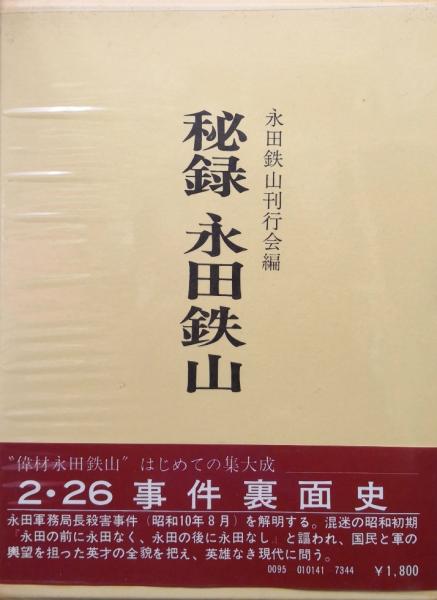 永田鉄山刊行会編
秘録 永田鉄山
“偉材永田鉄山”はじめての集大成
2・26事件裏面史
永田軍務局長殺害事件（昭和10年8月）を解明する。混迷の昭和初期
『永田の前に永田なく、永田の後に永田なし』と謳われ、国民と軍の
輿望を担った英才の全貌を把え、英雄なき現代に問う。
0095 010141 7344 ￥1,800